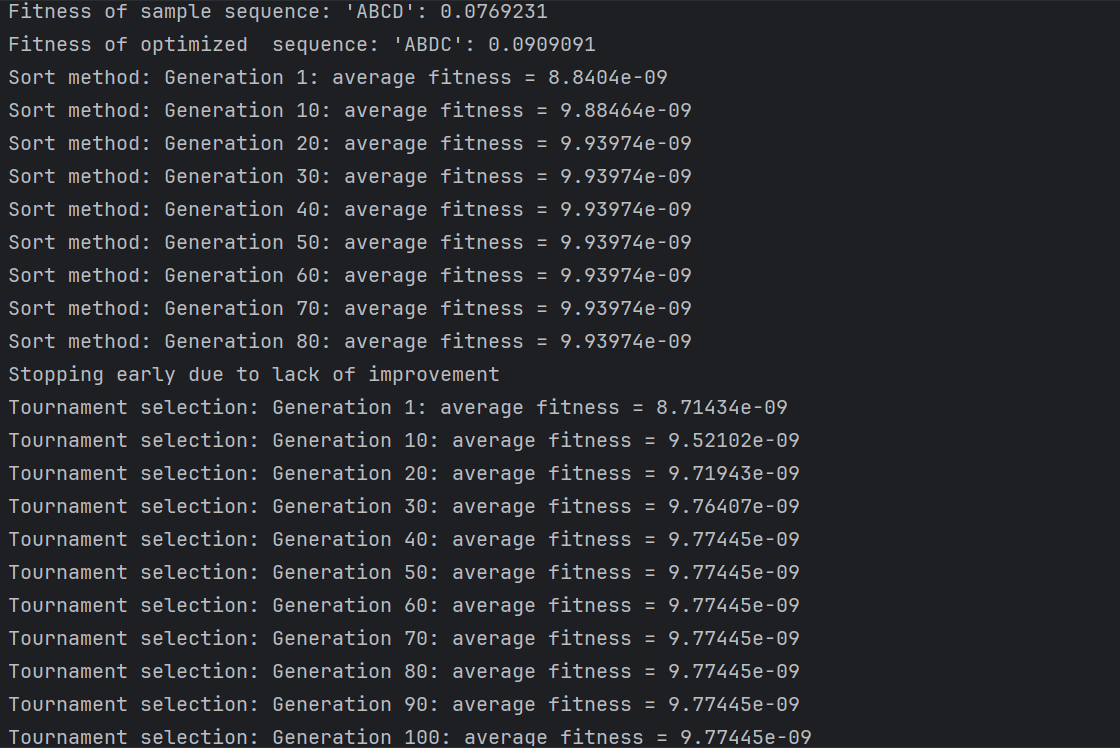 Fitness of sample sequence: 'ABCD': 0.0769231
Fitness of optimized  sequence: 'ABDC': 0.0909091
Sort method: Generation 1: average fitness = 8.8404e-09
Sort method: Generation 10: average fitness = 9.88464e-09
Sort method: Generation 20: average fitness = 9.93974e-09
Sort method: Generation 30: average fitness = 9.93974e-09
Sort method: Generation 40: average fitness = 9.93974e-09
Sort method: Generation 50: average fitness = 9.93974e-09
Sort method: Generation 60: average fitness = 9.93974e-09
Sort method: Generation 70: average fitness = 9.93974e-09
Sort method: Generation 80: average fitness = 9.93974e-09
Stopping early due to lack of improvement
Tournament selection: Generation 1: average fitness = 8.71434e-09
Tournament selection: Generation 10: average fitness = 9.52102e-09
Tournament selection: Generation 20: average fitness = 9.71943e-09
Tournament selection: Generation 30: average fitness = 9.76407e-09
Tournament selection: Generation 40: average fitness = 9.77445e-09
Tournament selection: Generation 50: average fitness = 9.77445e-09
Tournament selection: Generation 60: average fitness = 9.77445e-09
Tournament selection: Generation 70: average fitness = 9.77445e-09
Tournament selection: Generation 80: average fitness = 9.77445e-09
Tournament selection: Generation 90: average fitness = 9.77445e-09
Tournament selection: Generation 100: average fitness = 9.77445e-09